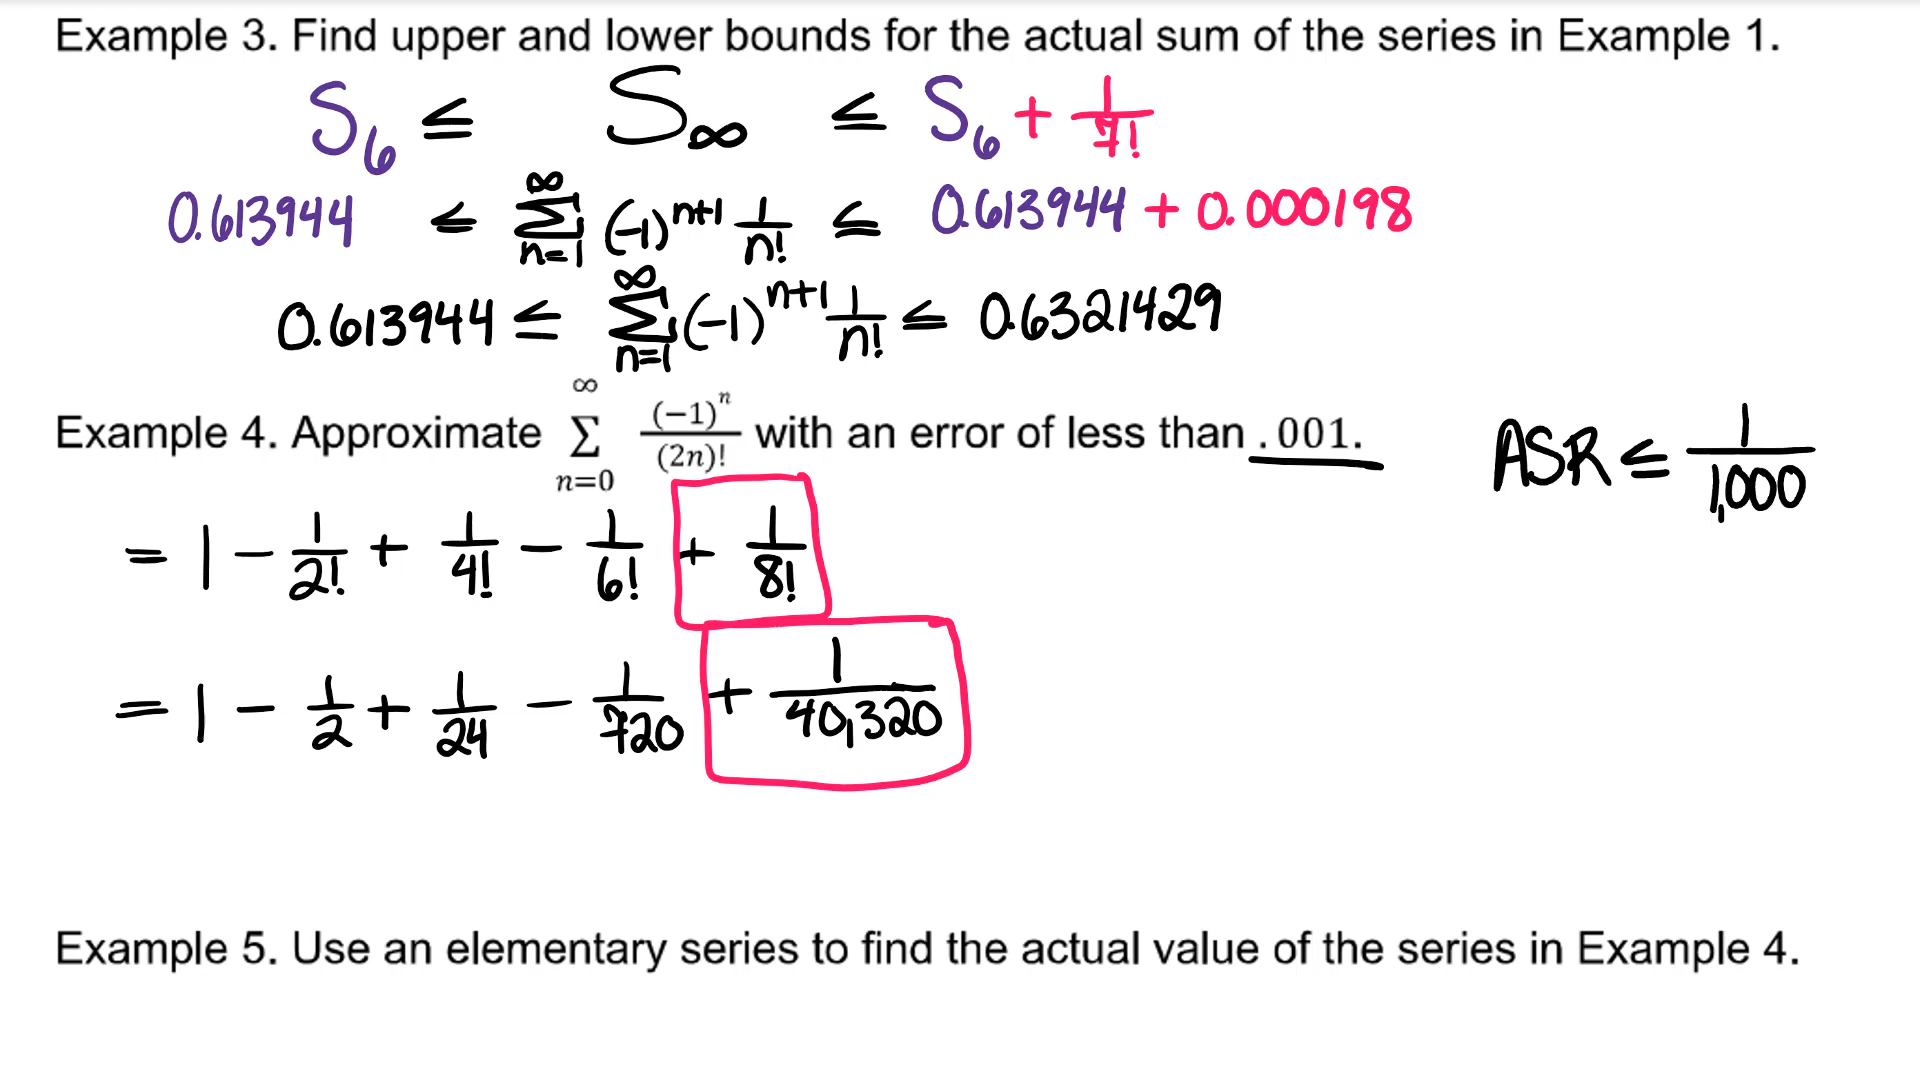 Example 3. Find upper and lower bounds for the actual sum of the series in Example 1.
S₆ ≤ S∞ ≤ S₆ + 1/7!
0.613944 ≤ ∞ Σ n=1 (-1)ⁿ⁺¹ 1/n! ≤ 0.613944 + 0.000198
0.613944 ≤ ∞ Σ n=1 (-1)ⁿ⁺¹ 1/n! ≤ 0.6321429
Example 4. Approximate ∞ Σ n=0 (−1)ⁿ/(2n)! with an error of less than .001. ASR ≤ 1/1,000
= 1 − 1/2! + 1/4! − 1/6! + 1/8!
= 1 − 1/2 + 1/24 − 1/720 + 1/40,320
Example 5. Use an elementary series to find the actual value of the series in Example 4.